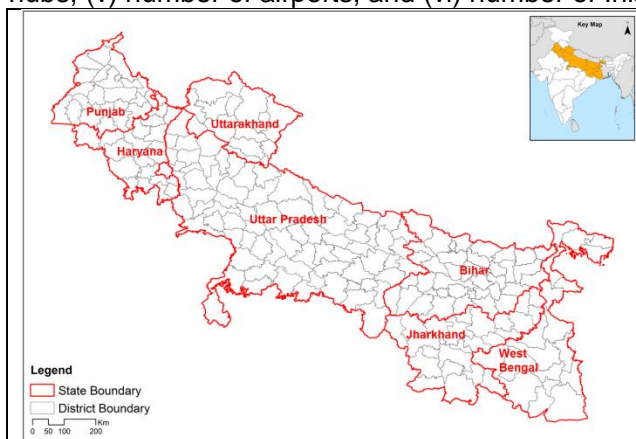 hubs, (v) number of airports, and (vi) number of
Key Map
N
Punjab
Uttarakhand
Haryana
Uttar Pradesh
Bihar
Jharkhand
West
Bengal
Legend
State Boundary
District Boundary
0 50 100 200
Km